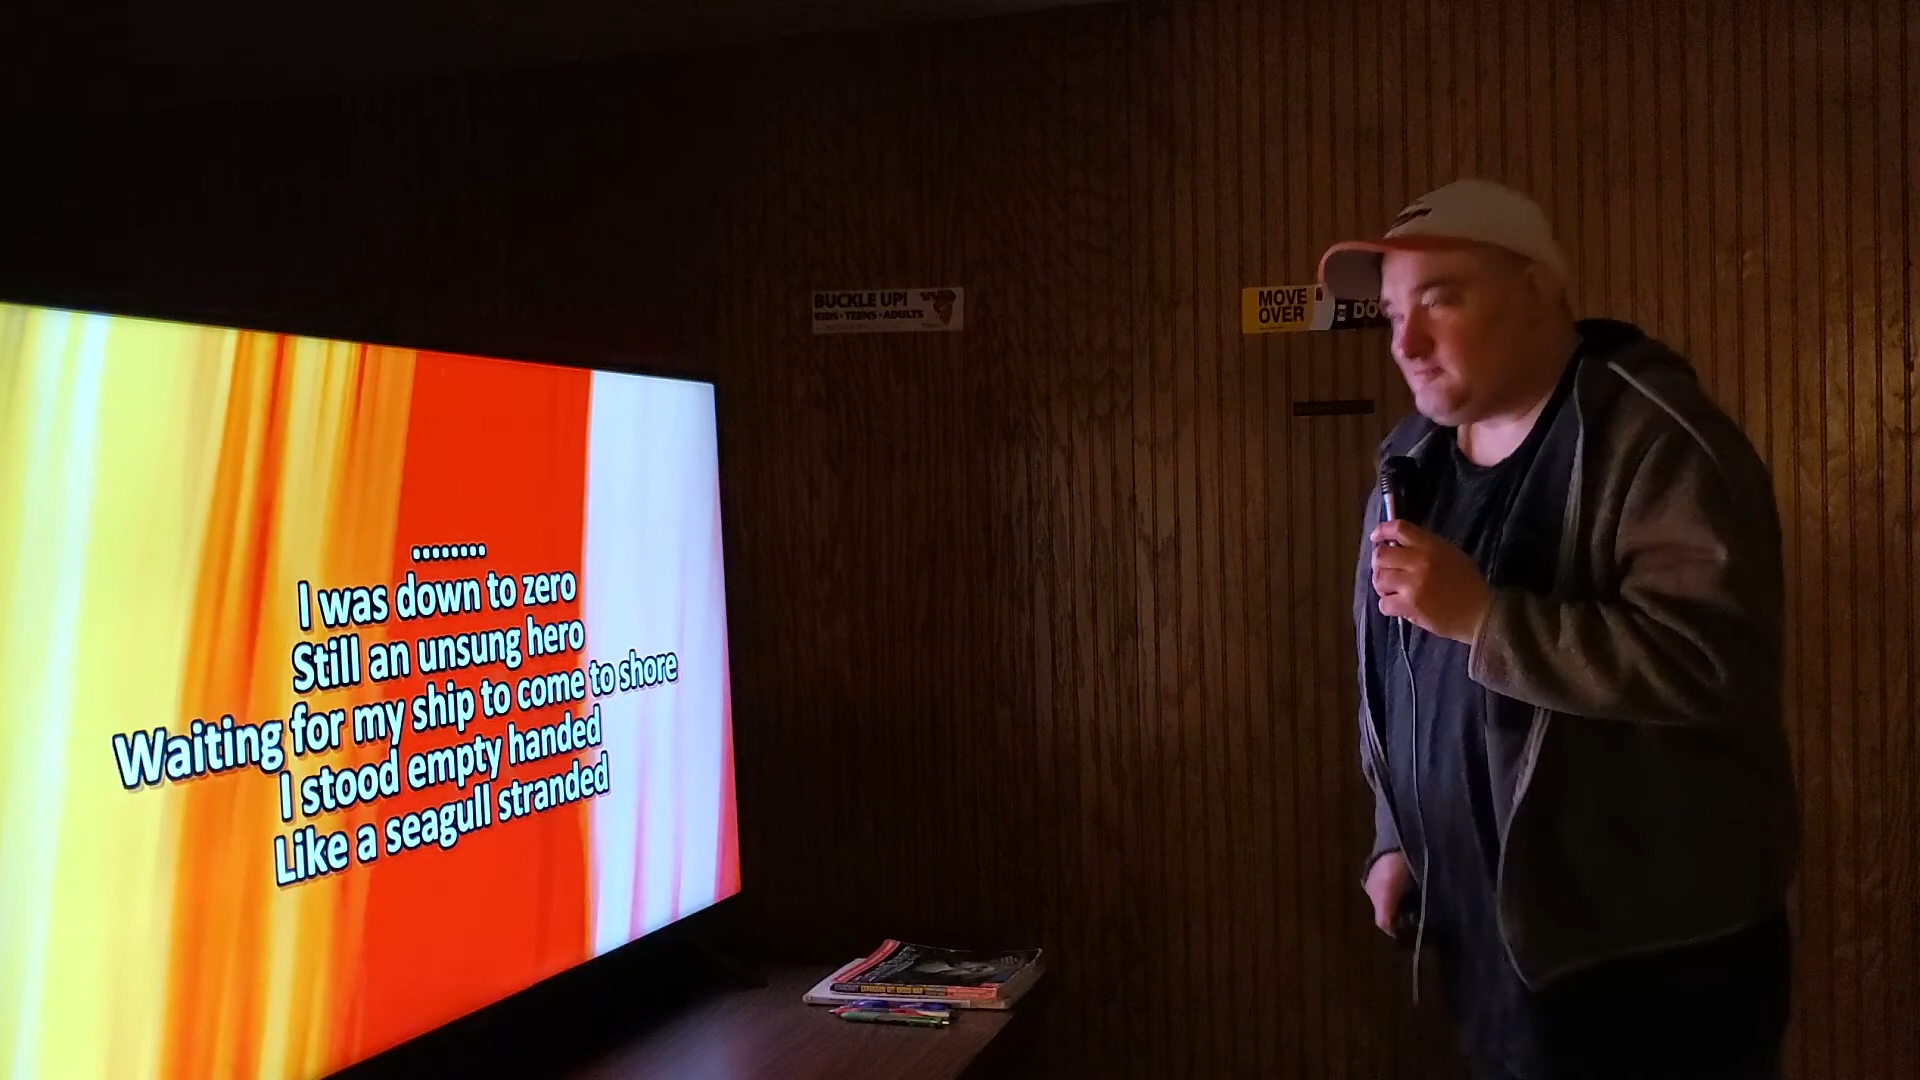 ........
I was down to zero
Still an unsung hero
Waiting for my ship to come to shore
I stood empty handed
Like a seagull stranded
BUCKLE UP!
KIDS • TEENS • ADULTS
MOVE
OVER